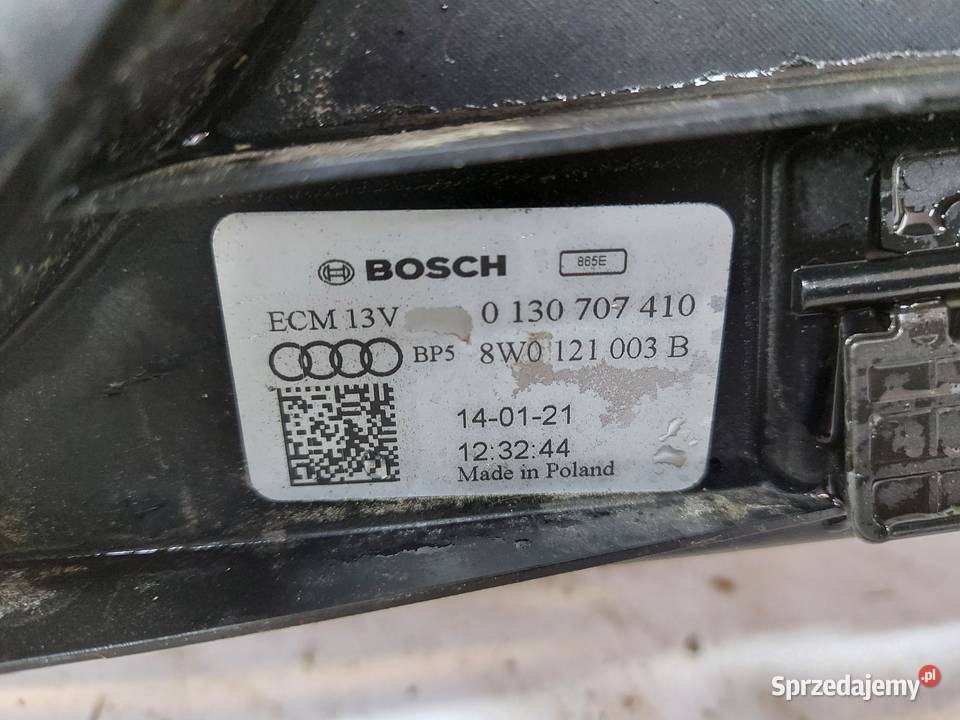 BOSCH 865E
ECM 13V 0 130 707 410
BP5 8W0 121 003 B
14-01-21
12:32:44
Made in Poland
Sprzedajemy.pl